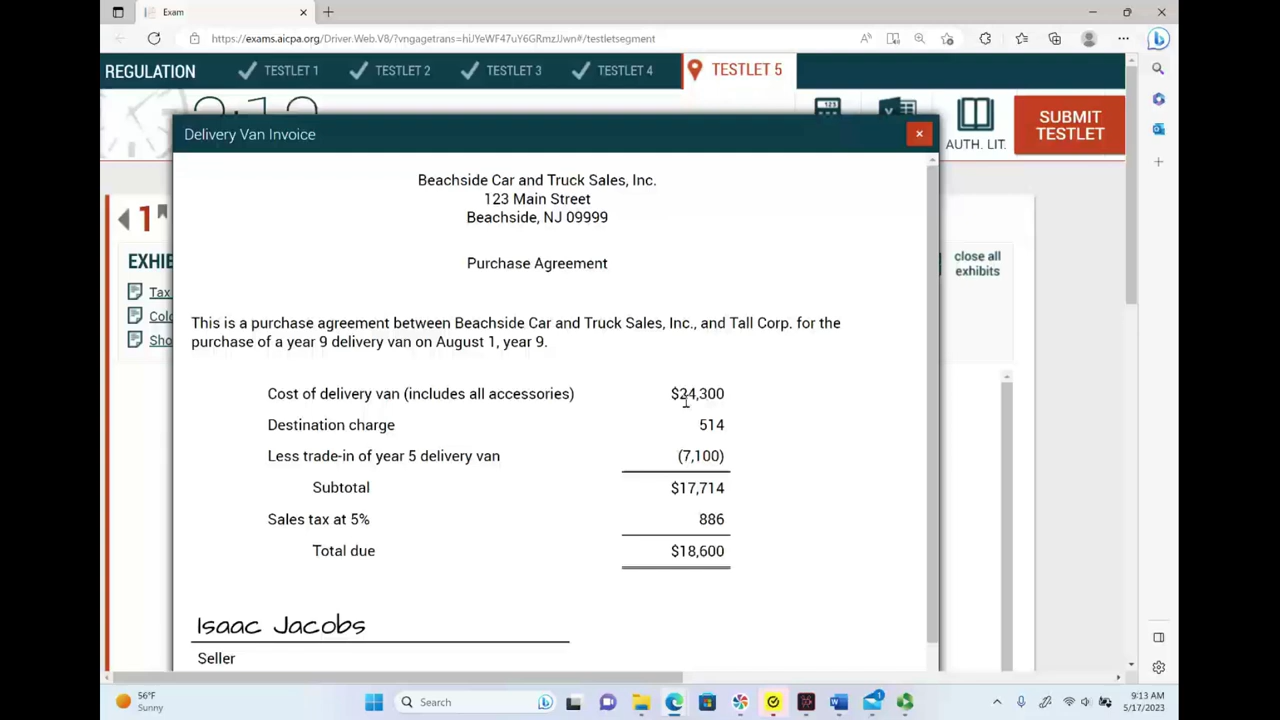 Exam
https://exams.aicpa.org/Driver.Web.V8/?vngagetrans=hUYeWF47uY6GRmzJJwn#/testletsegment
REGULATION
TESTLET 1
TESTLET 2
TESTLET 3
TESTLET 4
TESTLET 5
AUTH. LIT.
SUBMIT
TESTLET
Delivery Van Invoice
Beachside Car and Truck Sales, Inc.
123 Main Street
Beachside, NJ 09999
1
close all
exhibits
Purchase Agreement
This is a purchase agreement between Beachside Car and Truck Sales, Inc., and Tall Corp. for the
purchase of a year 9 delivery van on August 1, year 9.
Cost of delivery van (includes all accessories) $24,300
Destination charge 514
Less trade-in of year 5 delivery van (7,100)
Subtotal $17,714
Sales tax at 5% 886
Total due $18,600
Isaac Jacobs
Seller
56°F
Sunny
Search
9:13 AM
5/17/2023